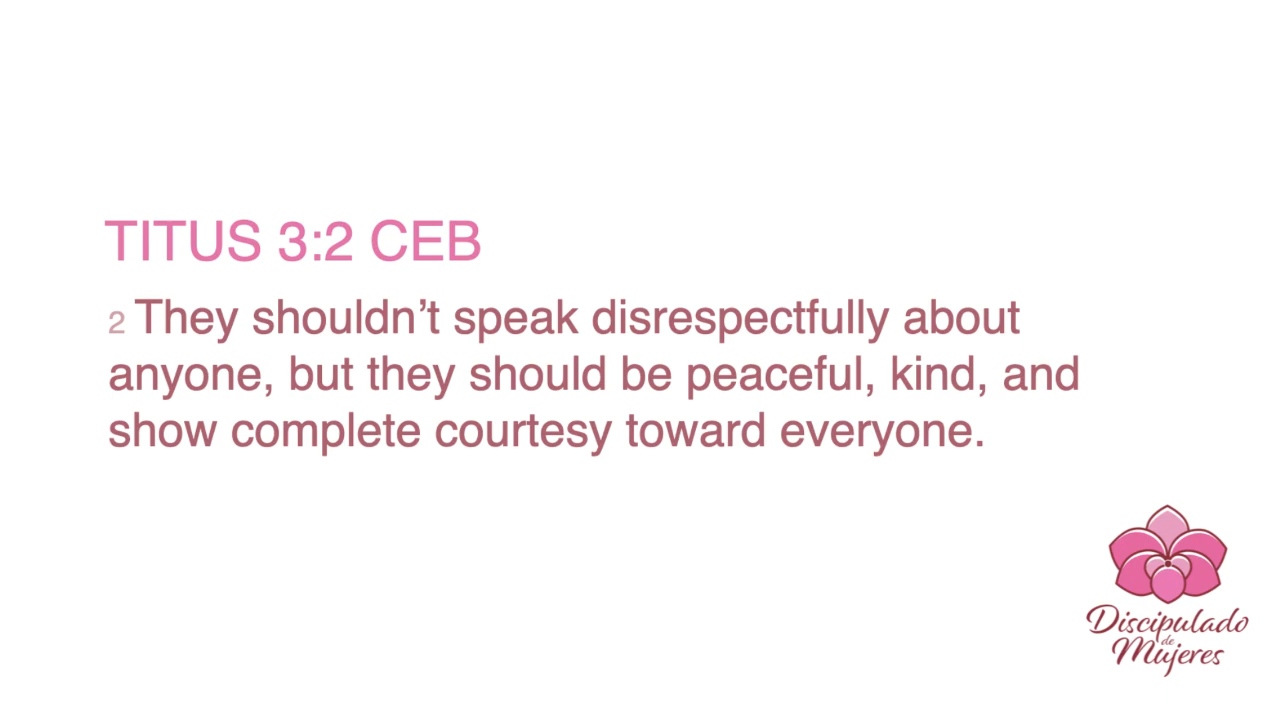 TITUS 3:2 CEB
2 They shouldn’t speak disrespectfully about
anyone, but they should be peaceful, kind, and
show complete courtesy toward everyone.
Discipulado
de
Mujeres